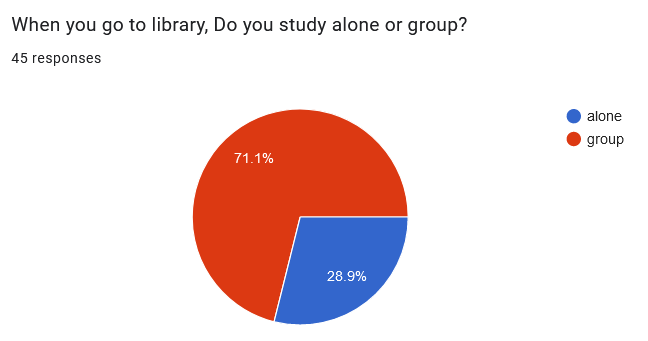 When you go to library, Do you study alone or group?
45 responses
alone
group
71.1%
28.9%